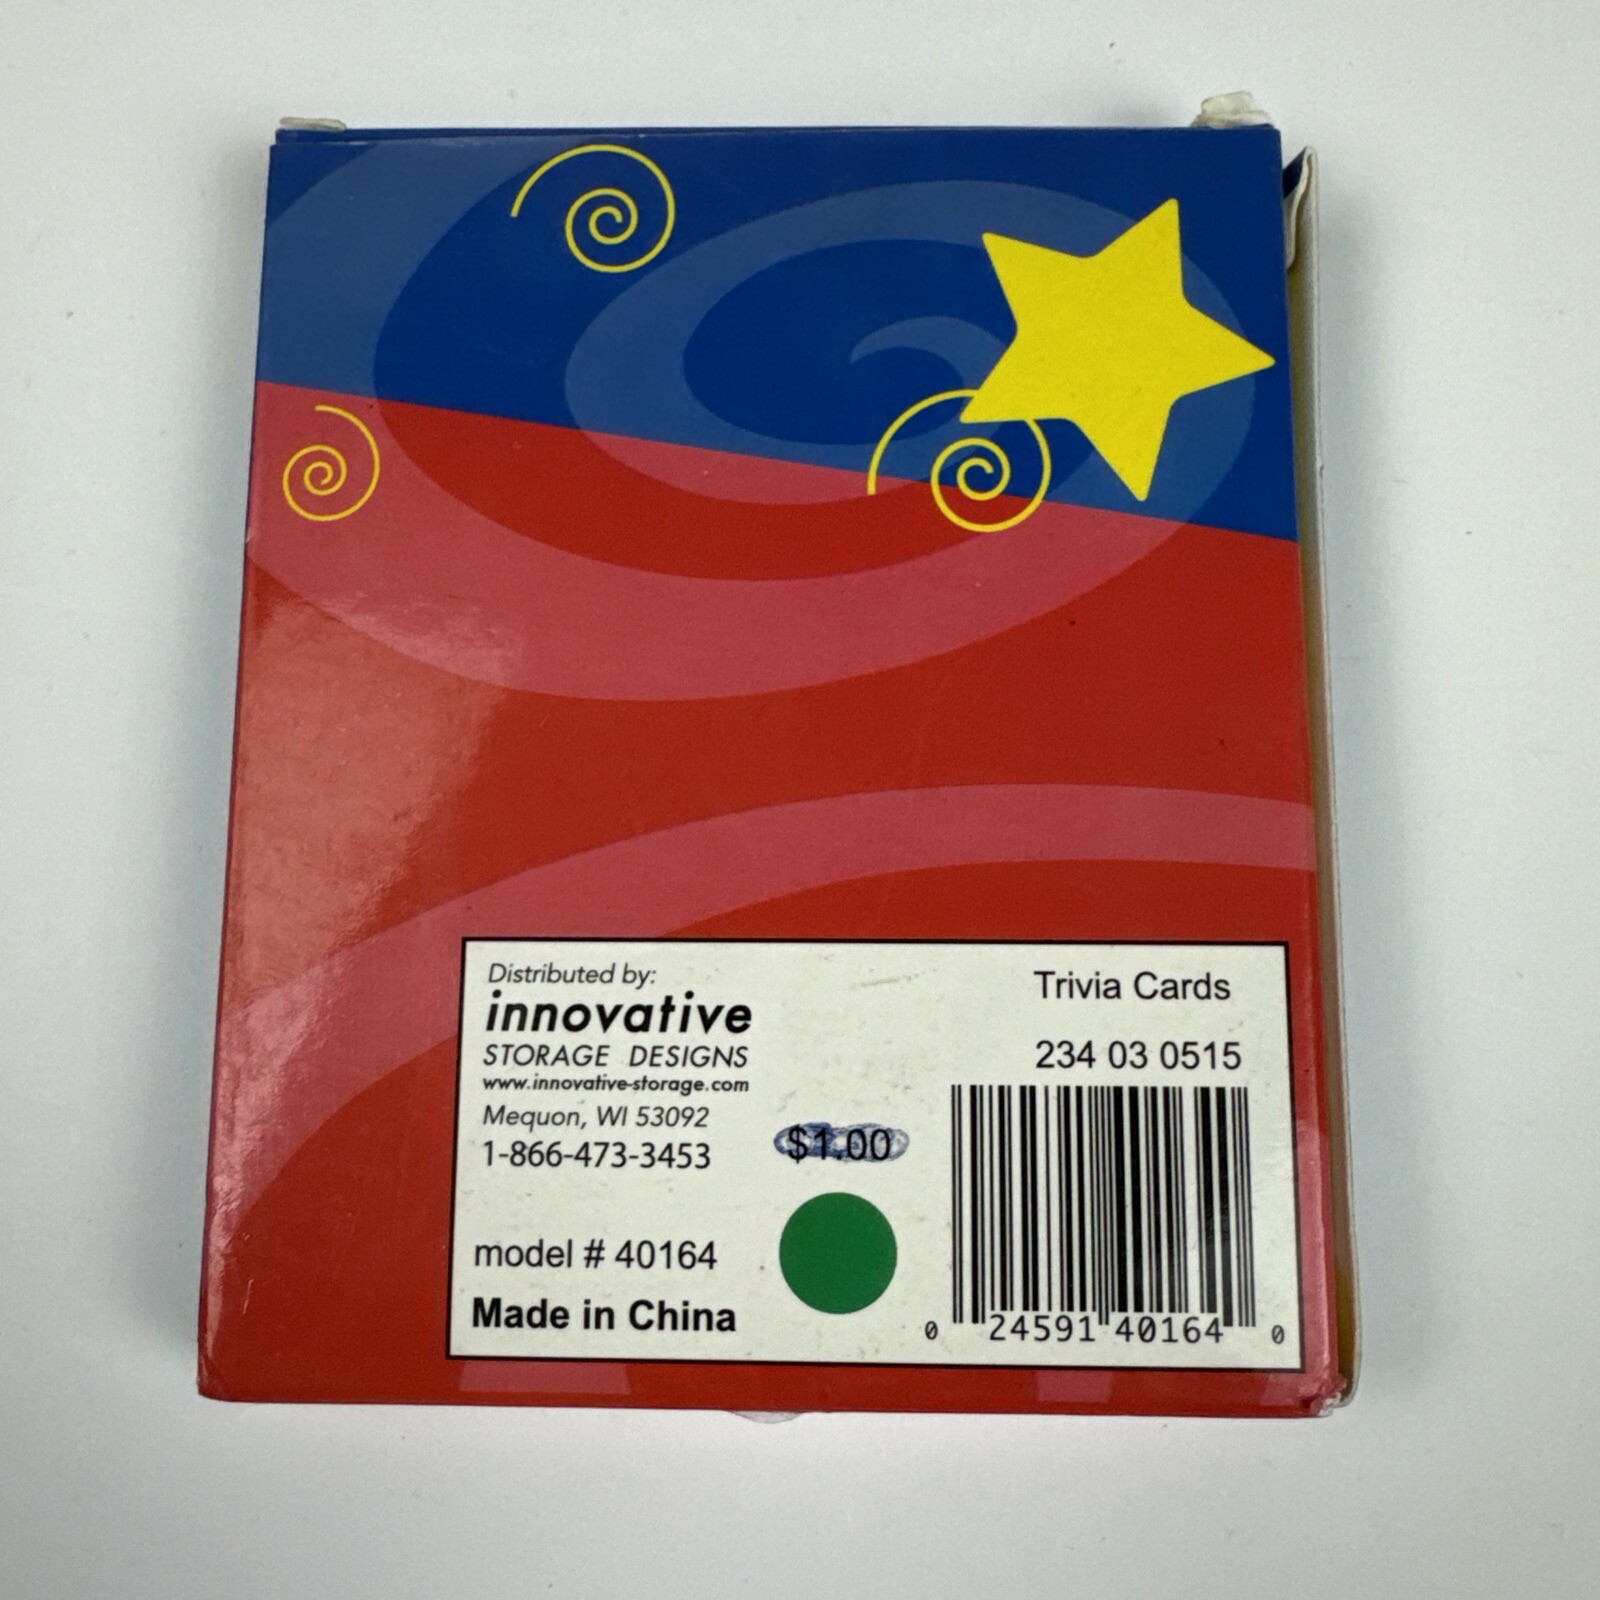 Distributed by:
innovative
STORAGE DESIGNS
www.innovative-storage.com
Mequon, WI 53092
1-866-473-3453
model # 40164
Made in China
$1.00
Trivia Cards
234 03 0515
0 24591 40164 0